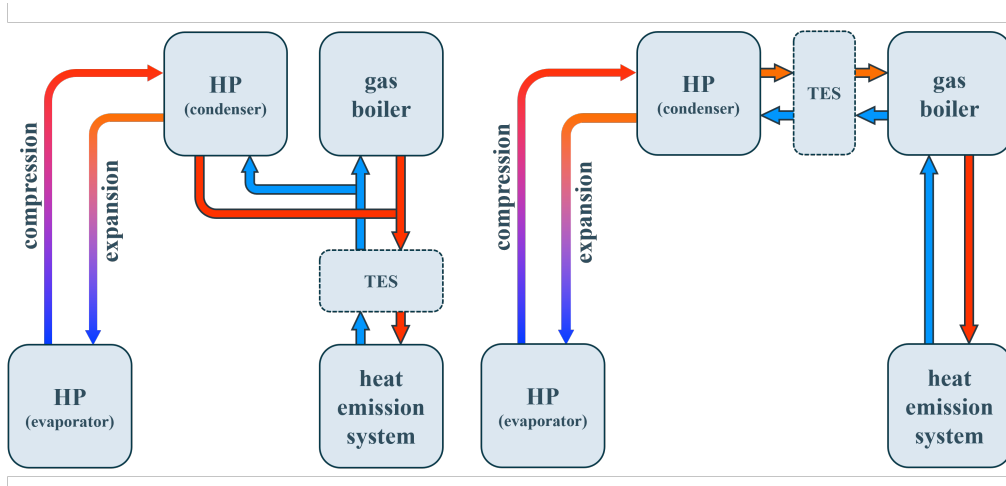 HP
(condenser)
gas
boiler
compression
expansion
TES
HP
(evaporator)
heat
emission
system
HP
(condenser)
TES
gas
boiler
compression
expansion
HP
(evaporator)
heat
emission
system